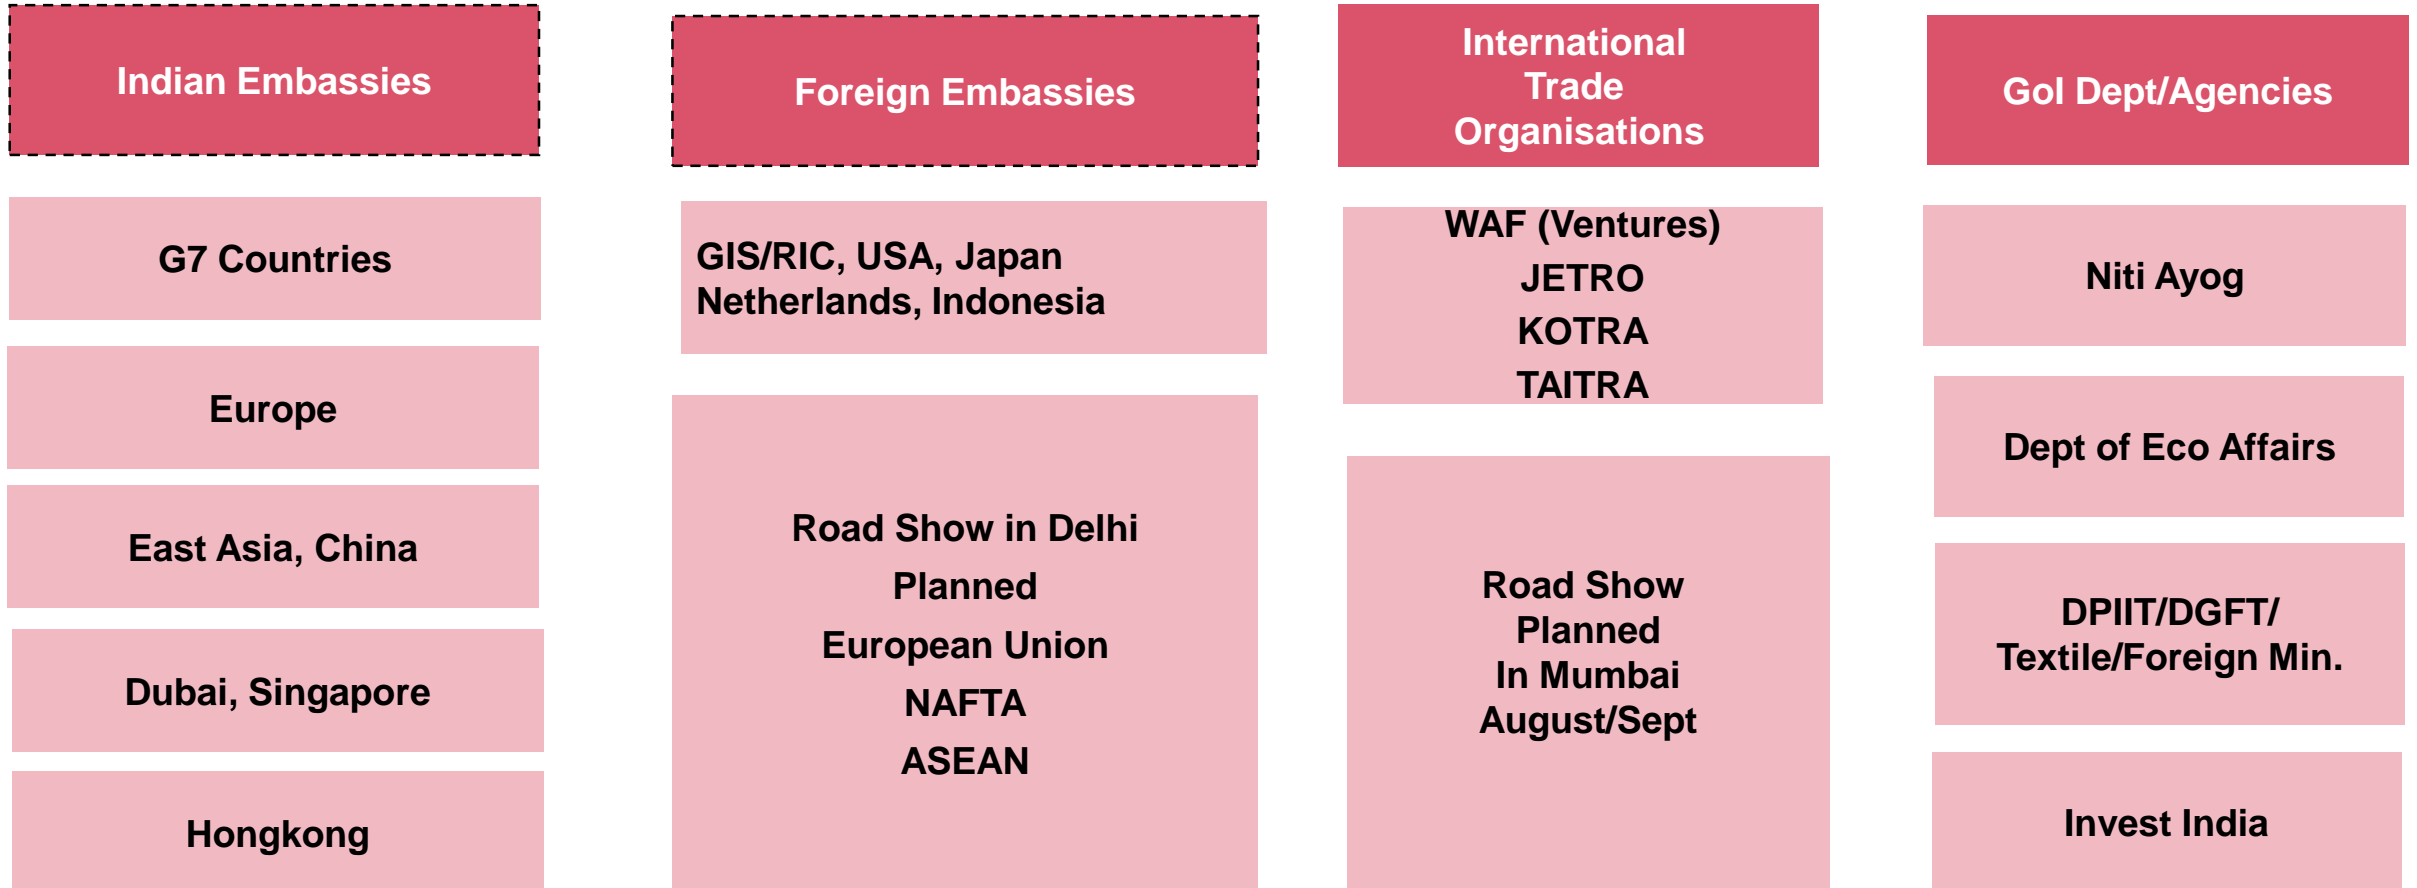 Indian Embassies
G7 Countries
Europe
East Asia, China
Dubai, Singapore
Hongkong
Foreign Embassies
GIS/RIC, USA, Japan
Netherlands, Indonesia
Road Show in Delhi
Planned
European Union
NAFTA
ASEAN
International
Trade
Organisations
WAF (Ventures)
JETRO
KOTRA
TAITRA
Road Show
Planned
In Mumbai
August/Sept
GoI Dept/Agencies
Niti Ayog
Dept of Eco Affairs
DPIIT/DGFT/
Textile/Foreign Min.
Invest India